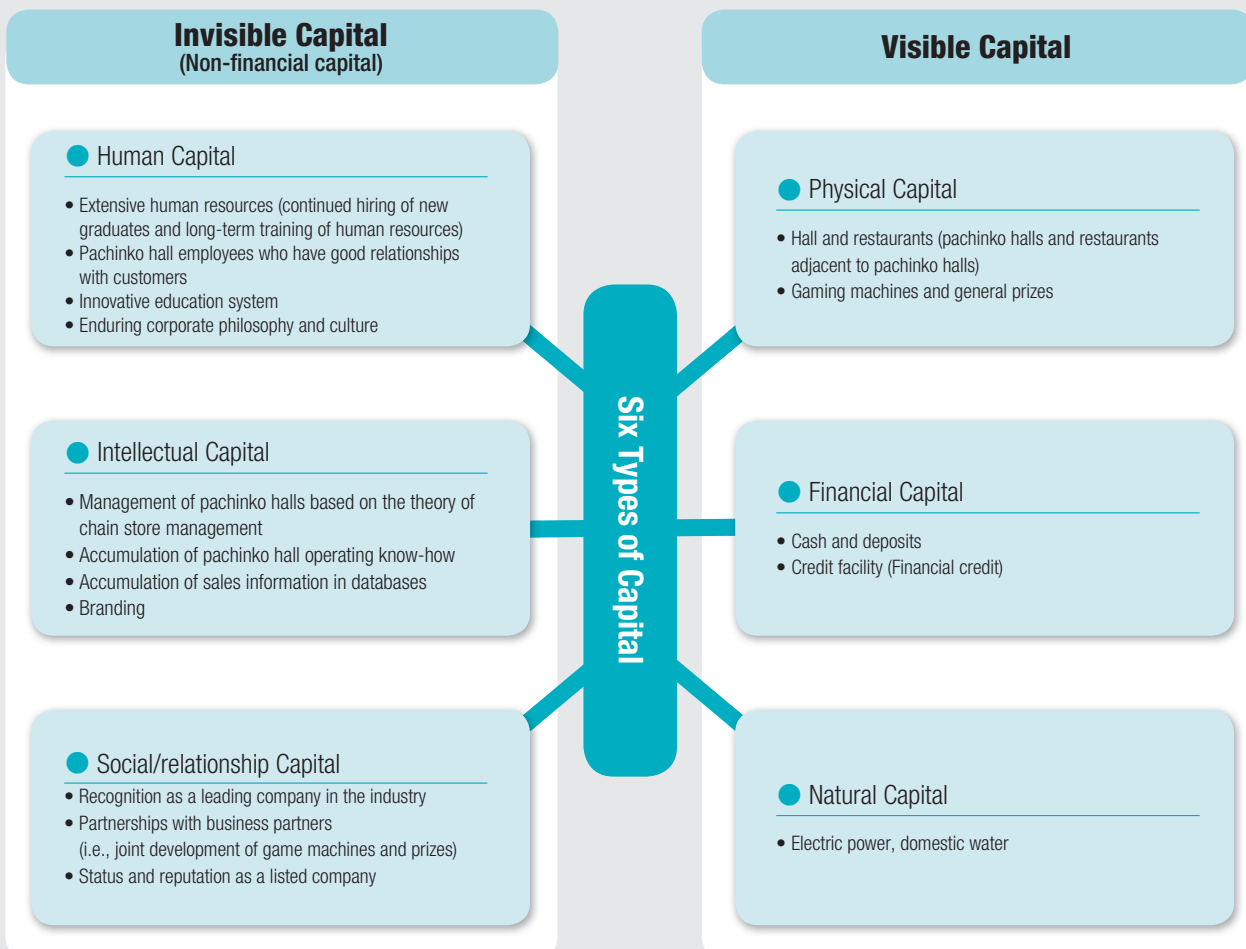 Invisible Capital
(Non-financial capital)
● Human Capital
• Extensive human resources (continued hiring of new
graduates and long-term training of human resources)
• Pachinko hall employees who have good relationships
with customers
• Innovative education system
• Enduring corporate philosophy and culture
● Intellectual Capital
• Management of pachinko halls based on the theory of
chain store management
• Accumulation of pachinko hall operating know-how
• Accumulation of sales information in databases
• Branding
● Social/relationship Capital
• Recognition as a leading company in the industry
• Partnerships with business partners
(i.e., joint development of game machines and prizes)
• Status and reputation as a listed company
Six Types of Capital
Visible Capital
● Physical Capital
• Hall and restaurants (pachinko halls and restaurants
adjacent to pachinko halls)
• Gaming machines and general prizes
● Financial Capital
• Cash and deposits
• Credit facility (Financial credit)
● Natural Capital
• Electric power, domestic water